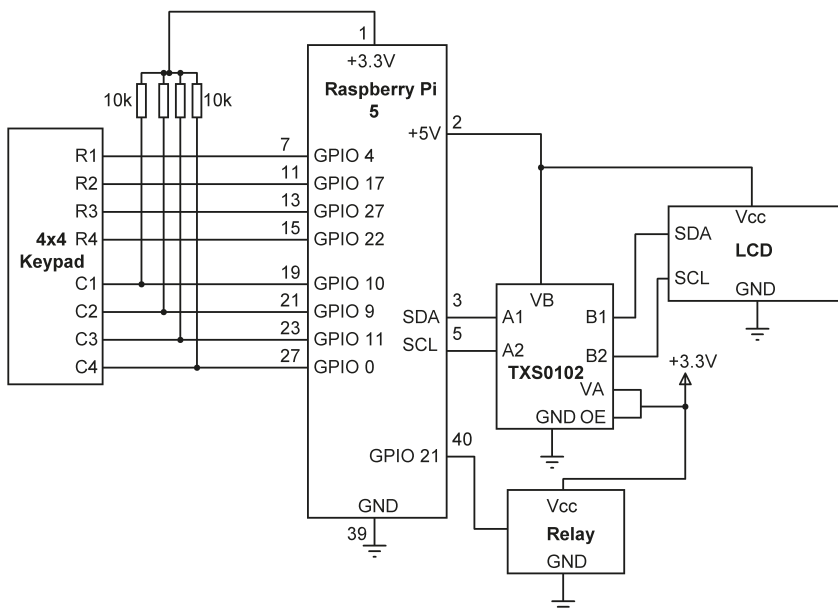 1
+3.3V
Raspberry Pi
5
10k
10k
+5V
2
4x4
Keypad
R1
7
GPIO 4
R2
11
GPIO 17
R3
13
GPIO 27
R4
15
GPIO 22
C1
19
GPIO 10
C2
21
GPIO 9
C3
23
GPIO 11
C4
27
GPIO 0
SDA
3
SCL
5
GPIO 21
40
GND
39
VB
A1
B1
A2
B2
TXS0102
VA
GND OE
Vcc
SDA
LCD
SCL
GND
+3.3V
Vcc
Relay
GND